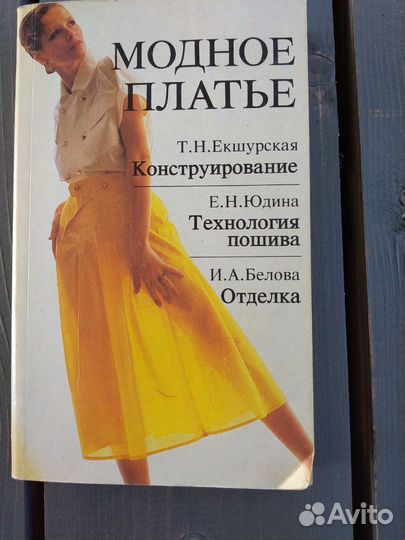 МОДНОЕ
ПЛАТЬЕ
Т.Н.Екшурская
Конструирование
Е.Н.Юдина
Технология
пошива
И.А.Белова
Отделка
Avito